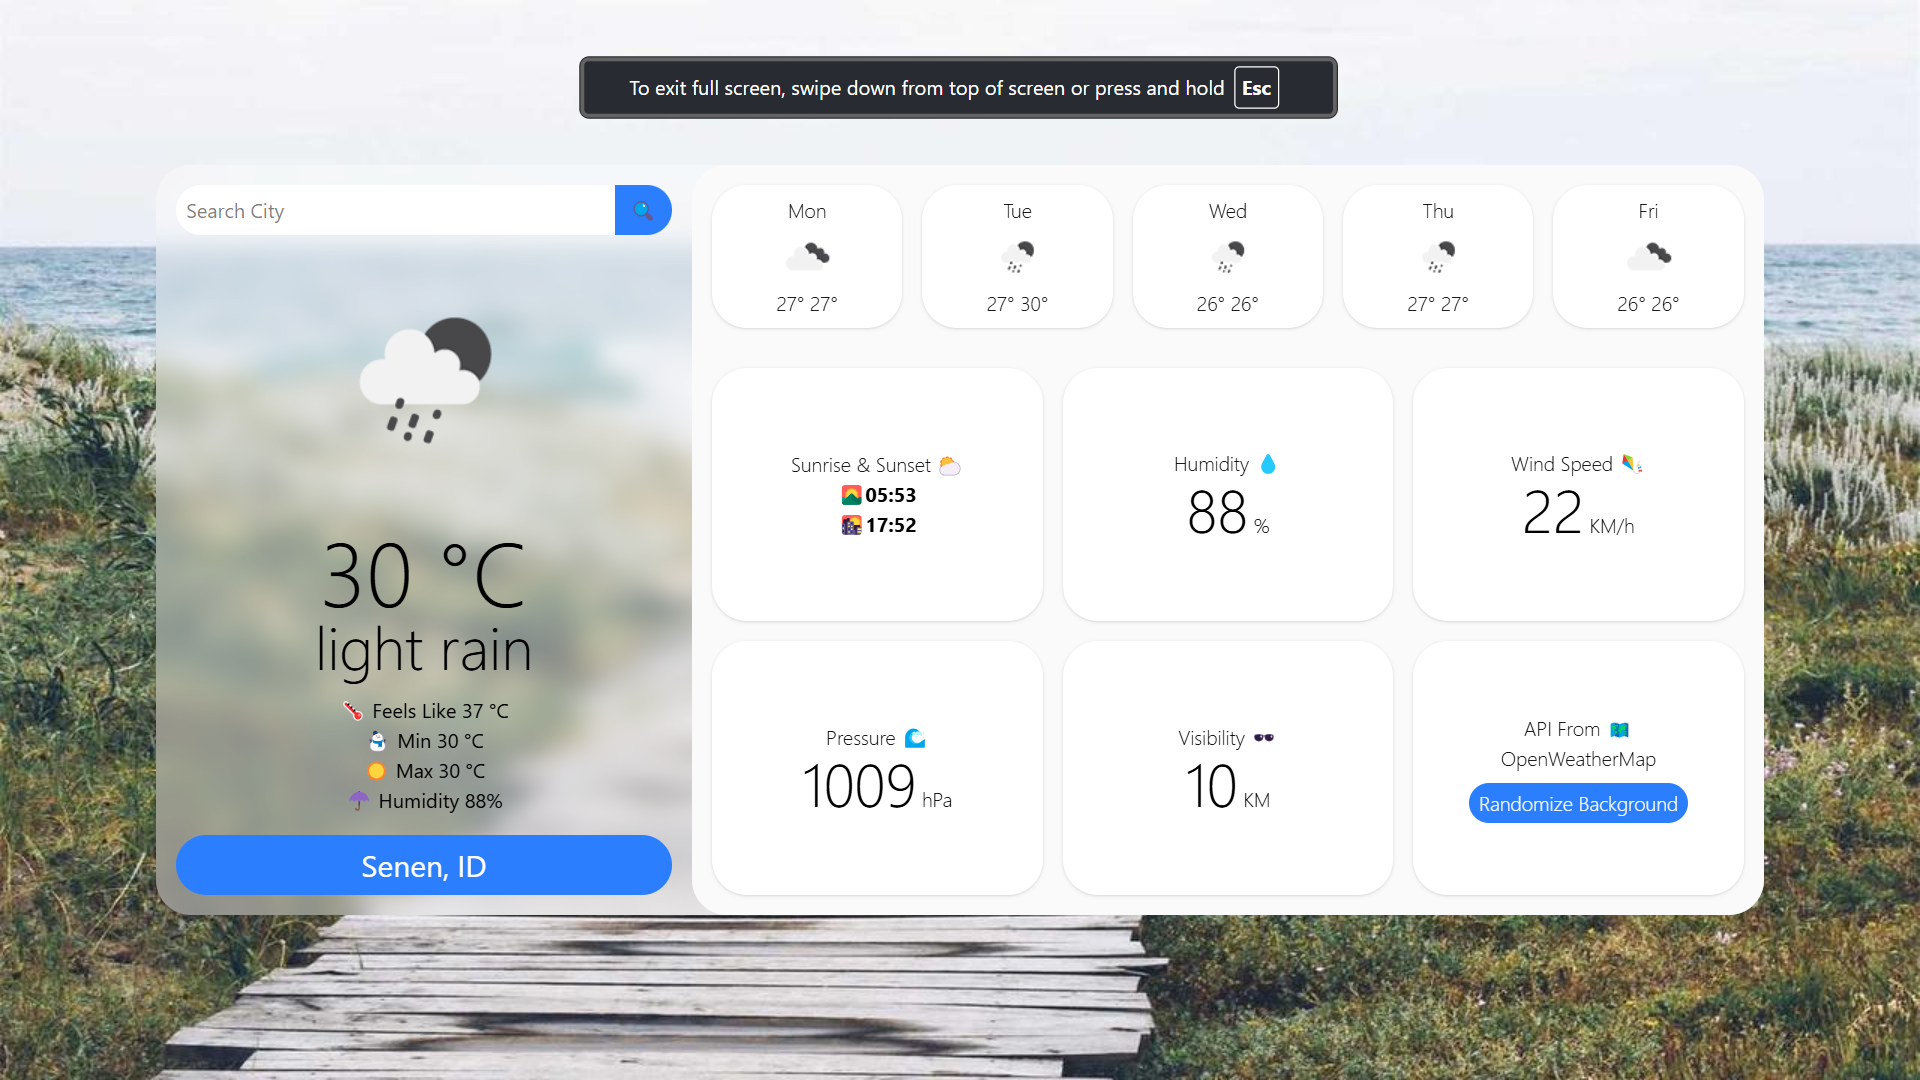 To exit full screen, swipe down from top of screen or press and hold Esc
Search City
30 °C
light rain
Feels Like 37 °C
Min 30 °C
Max 30 °C
Humidity 88%
Senen, ID
Mon
27° 27°
Tue
27° 30°
Wed
26° 26°
Thu
27° 27°
Fri
26° 26°
Sunrise & Sunset
05:53
17:52
Humidity
88 %
Wind Speed
22 KM/h
Pressure
1009 hPa
Visibility
10 KM
API From
OpenWeatherMap
Randomize Background